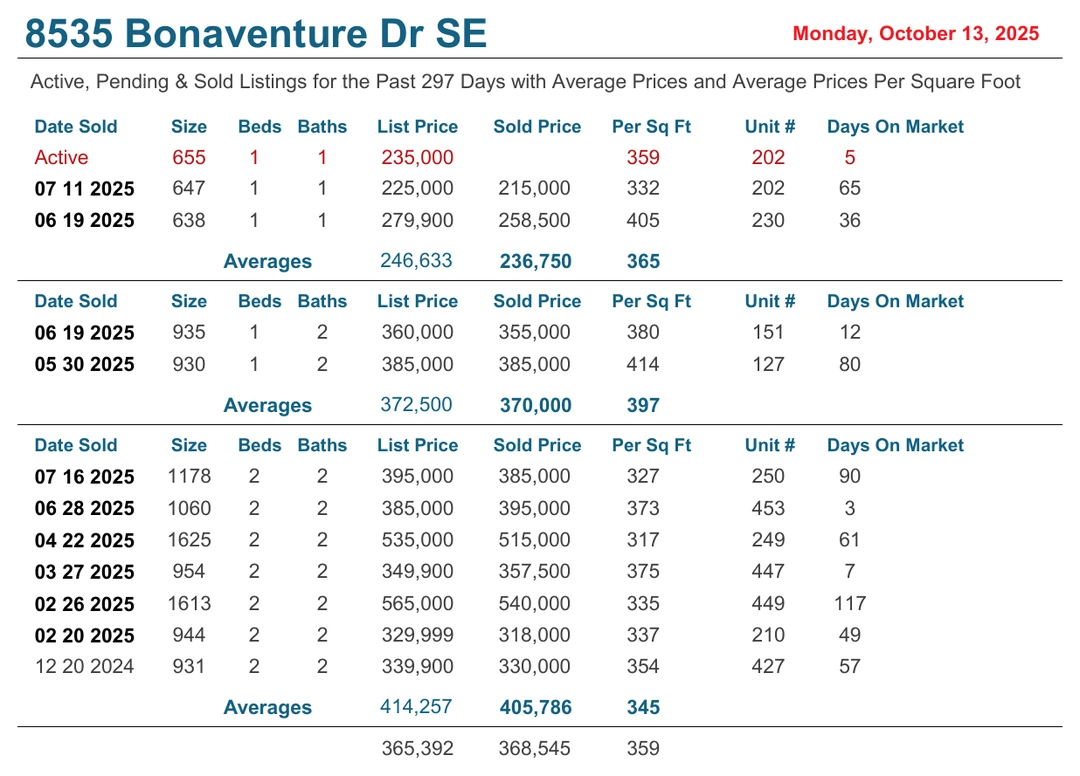 8535 Bonaventure Dr SE Monday, October 13, 2025
Active, Pending & Sold Listings for the Past 297 Days with Average Prices and Average Prices Per Square Foot
Date Sold Size Beds Baths List Price Sold Price Per Sq Ft Unit # Days On Market
Active 655 1 1 235,000 359 202 5
07 11 2025 647 1 1 225,000 215,000 332 202 65
06 19 2025 638 1 1 279,900 258,500 405 230 36
Averages 246,633 236,750 365
Date Sold Size Beds Baths List Price Sold Price Per Sq Ft Unit # Days On Market
06 19 2025 935 1 2 360,000 355,000 380 151 12
05 30 2025 930 1 2 385,000 385,000 414 127 80
Averages 372,500 370,000 397
Date Sold Size Beds Baths List Price Sold Price Per Sq Ft Unit # Days On Market
07 16 2025 1178 2 2 395,000 385,000 327 250 90
06 28 2025 1060 2 2 385,000 395,000 373 453 3
04 22 2025 1625 2 2 535,000 515,000 317 249 61
03 27 2025 954 2 2 349,900 357,500 375 447 7
02 26 2025 1613 2 2 565,000 540,000 335 449 117
02 20 2025 944 2 2 329,999 318,000 337 210 49
12 20 2024 931 2 2 339,900 330,000 354 427 57
Averages 414,257 405,786 345
365,392 368,545 359